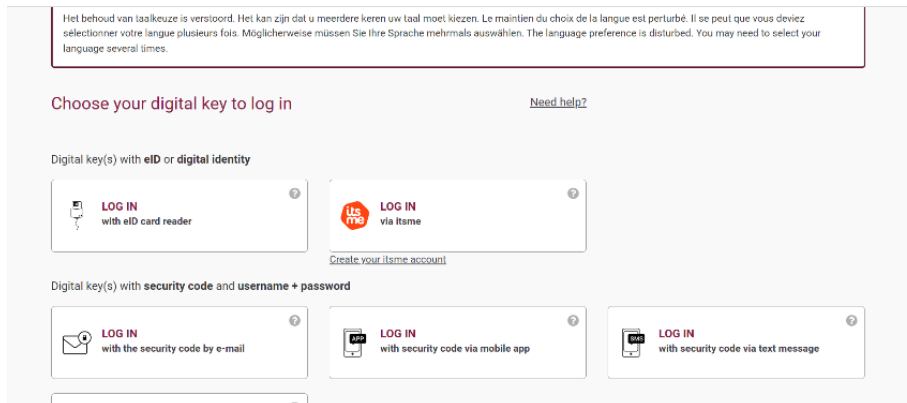 Het behoud van taalkeuze is verstoord. Het kan zijn dat u meerdere keren uw taal moet kiezen. Le maintien du choix de la langue est perturbé. Il se peut que vous deviez
sélectionner votre langue plusieurs fois. Möglicherweise müssen Sie Ihre Sprache mehrmals auswählen. The language preference is disturbed. You may need to select your
language several times.
Choose your digital key to log in
Need help?
Digital key(s) with eID or digital identity
?
LOG IN
with eID card reader
?
its
me
LOG IN
via itsme
Create your itsme account
Digital key(s) with security code and username + password
?
LOG IN
with the security code by e-mail
?
APP
LOG IN
with security code via mobile app
?
SMS
LOG IN
with security code via text message